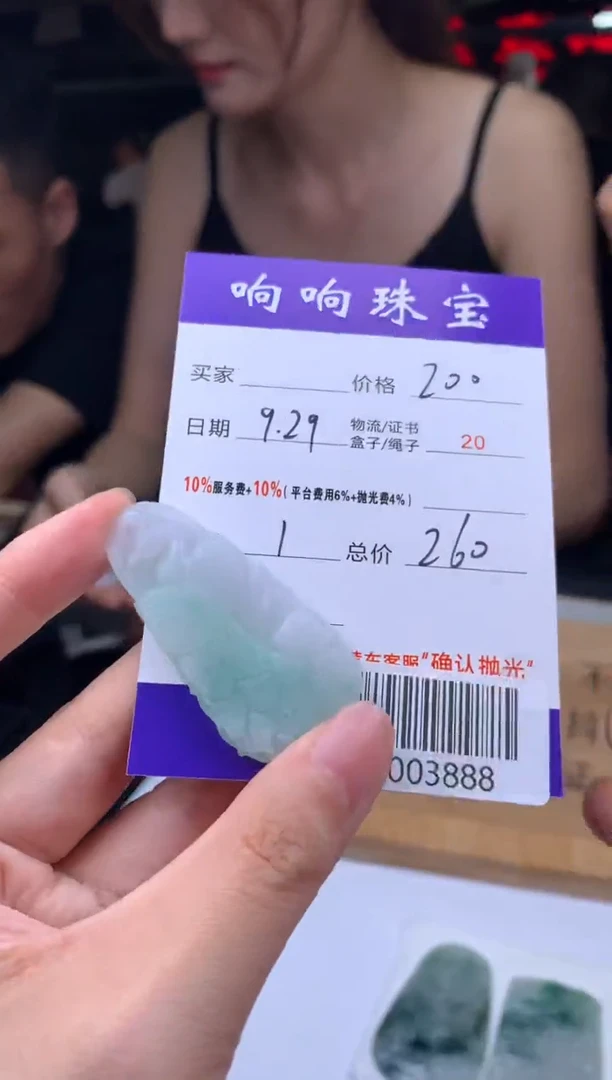 响响珠宝
买家 价格 200
日期 9.29 物流/证书 盒子/绳子 20
10%服务费+10%(平台费用6%+抛光费4%)
1 总价 260
客服"确认抛光"
003888